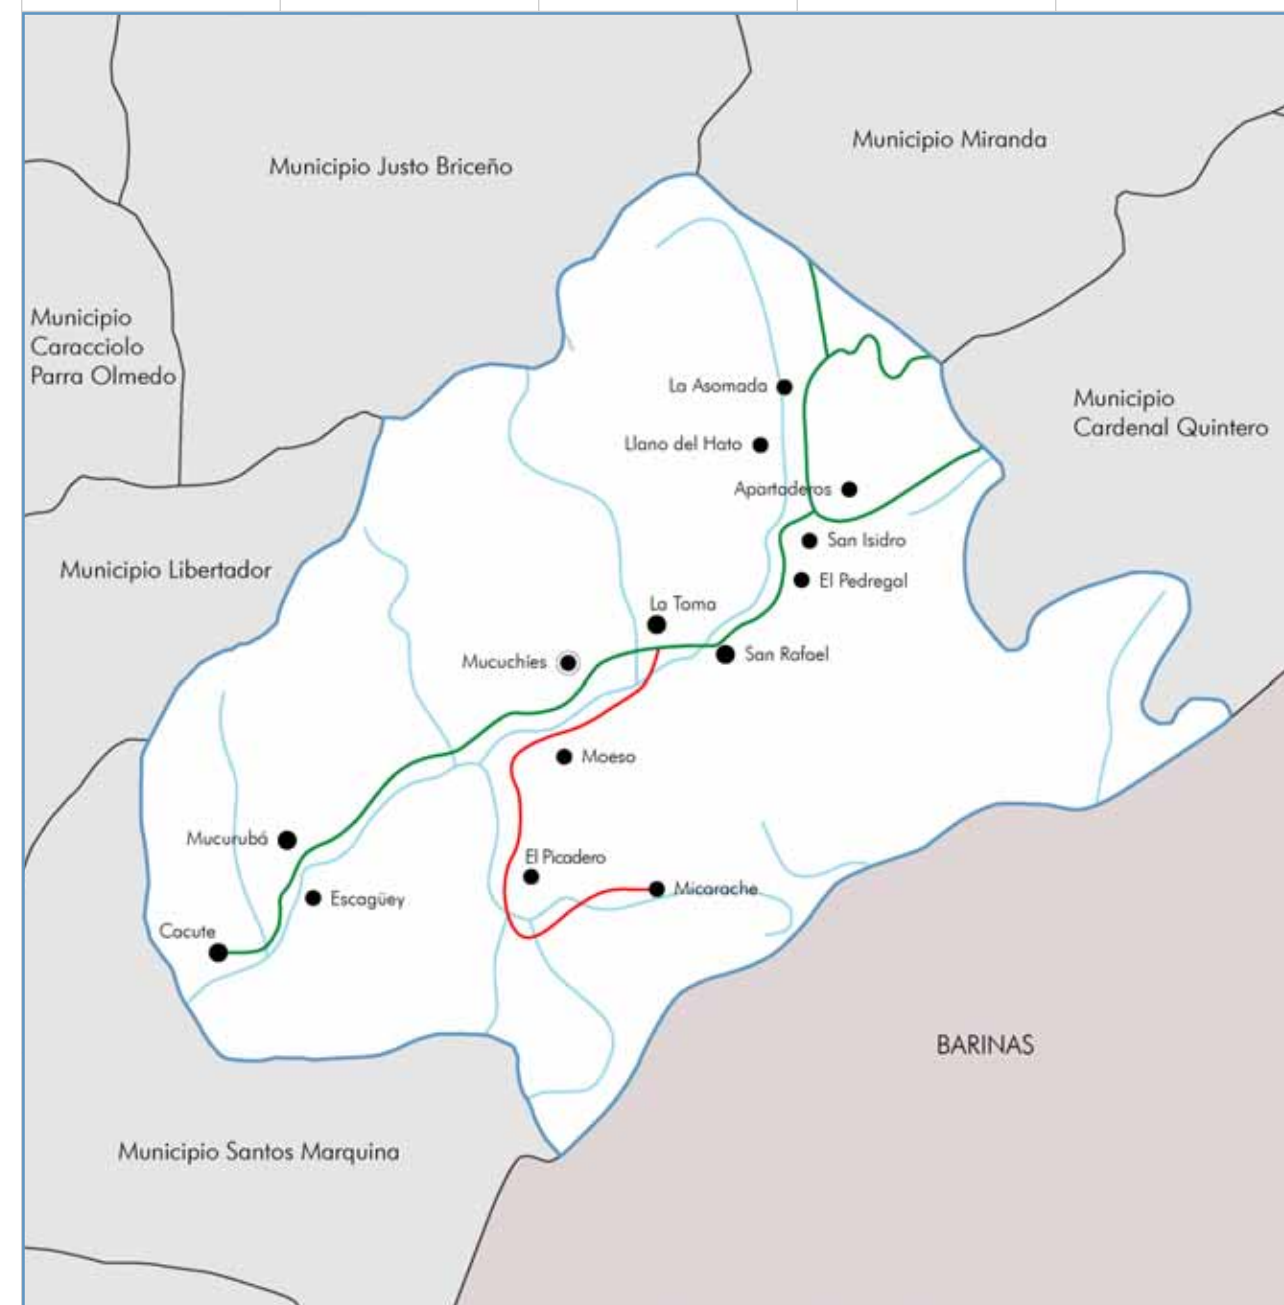 Municipio Miranda
Municipio Justo Briceño
Municipio
Caracciolo
Parra Olmedo
La Asomada
Municipio
Cardenal Quintero
Llano del Hato
Apartaderos
San Isidro
Municipio Libertador
El Pedregal
La Toma
San Rafael
Mucuchíes
Moeso
Mucurubá
El Picadero
Micarache
Escagüey
Cacute
BARINAS
Municipio Santos Marquina